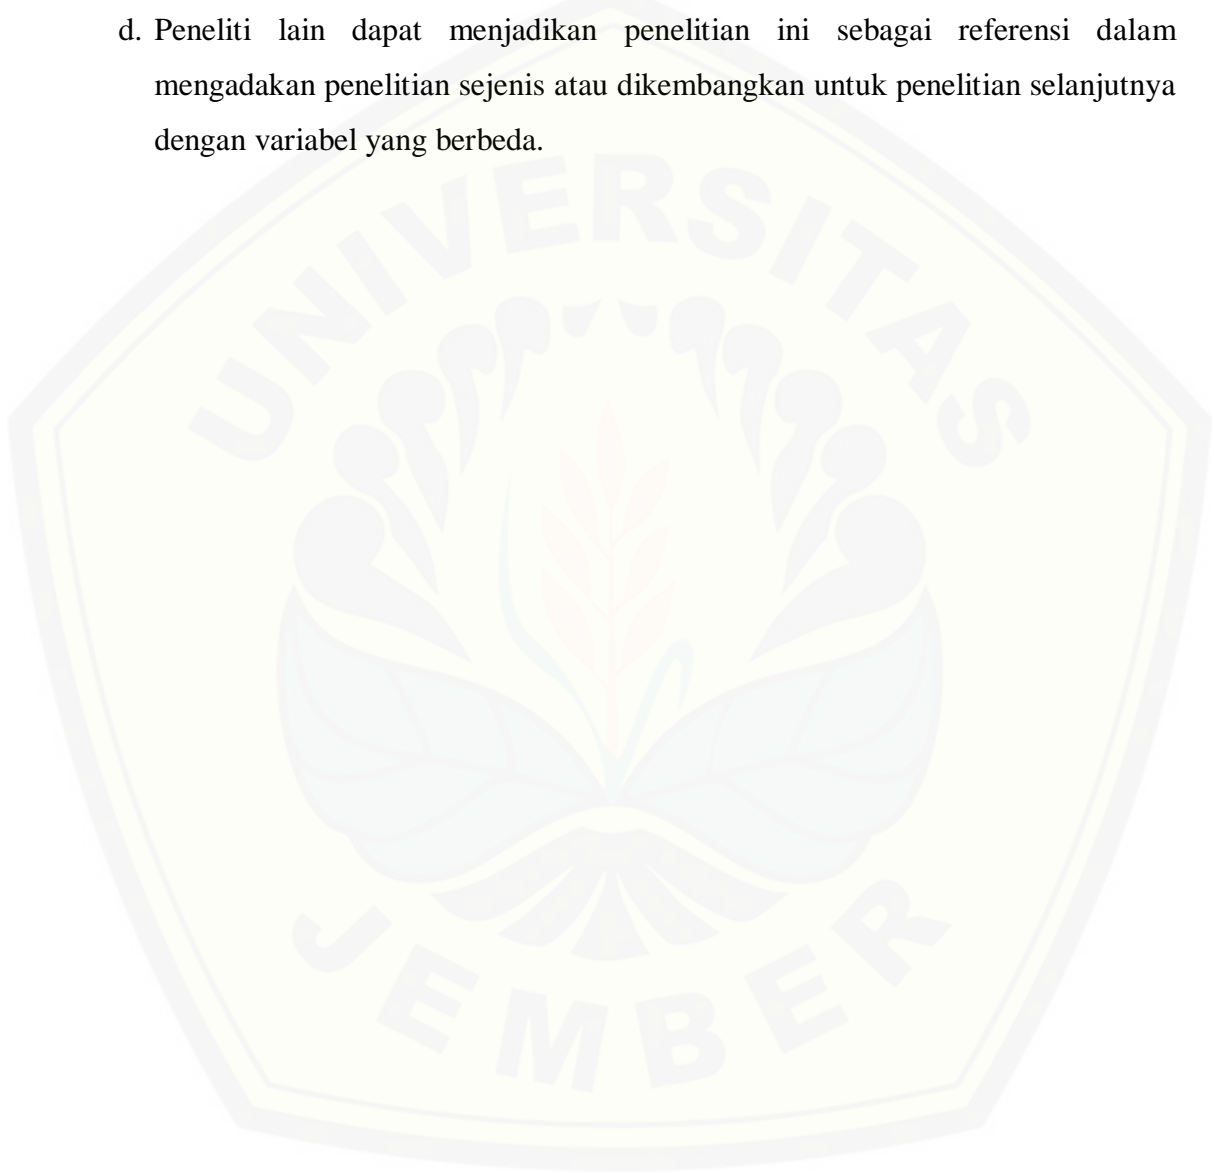 d. Peneliti lain dapat menjadikan penelitian ini sebagai referensi dalam
mengadakan penelitian sejenis atau dikembangkan untuk penelitian selanjutnya
dengan variabel yang berbeda.
UNIVERSITAS
JEMBER